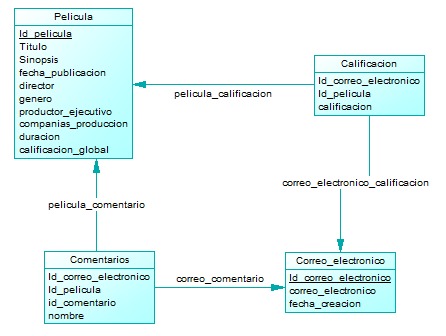 Pelicula
Id_pelicula
Titulo
Sinopsis
fecha_publicacion
director
genero
productor_ejecutivo
companias_produccion
duracion
calificacion_global
Calificacion
Id_correo_electronico
Id_pelicula
calificacion
pelicula_calificacion
correo_electronico_calificacion
pelicula_comentario
Comentarios
Id_correo_electronico
Id_pelicula
id_comentario
nombre
correo_comentario
Correo_electronico
Id_correo_electronico
correo_electronico
fecha_creacion